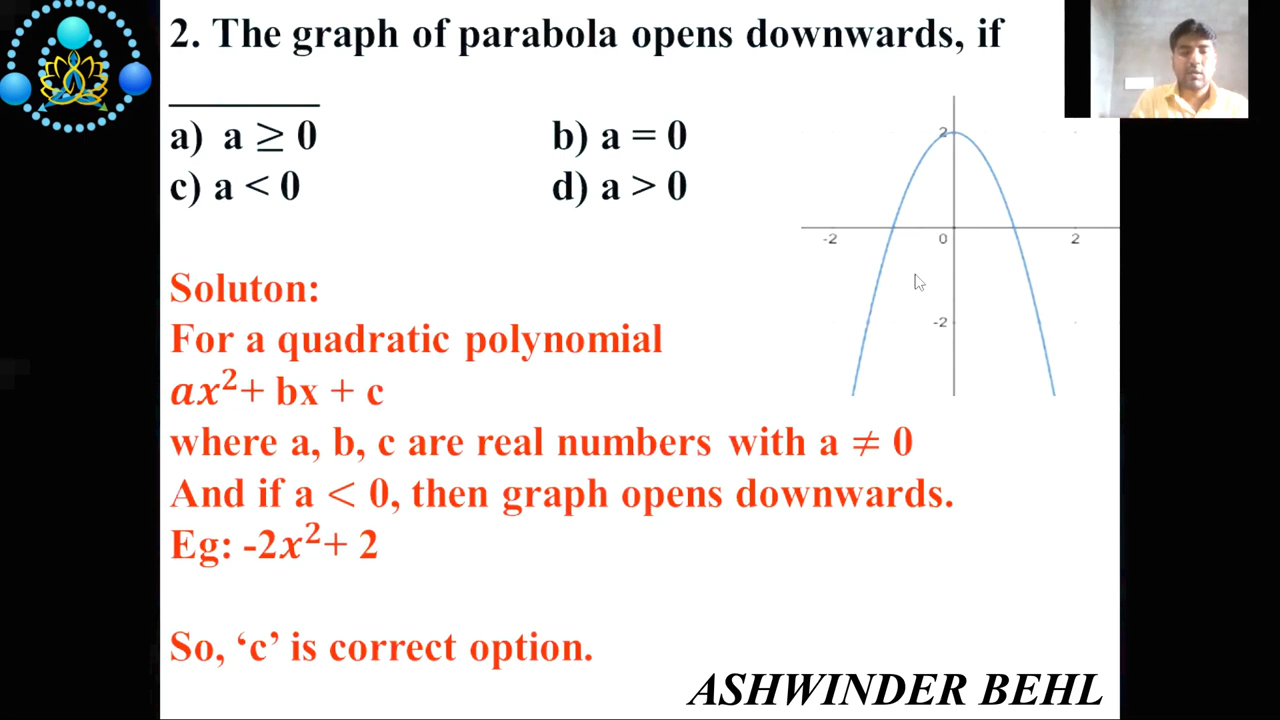 2. The graph of parabola opens downwards, if
__________
a) a ≥ 0 b) a = 0
c) a < 0 d) a > 0
2
-2 0 2
-2
Soluton:
For a quadratic polynomial
𝑎𝑥²+ bx + c
where a, b, c are real numbers with a ≠ 0
And if a < 0, then graph opens downwards.
Eg: -2𝑥²+ 2
So, ‘c’ is correct option.
ASHWINDER BEHL